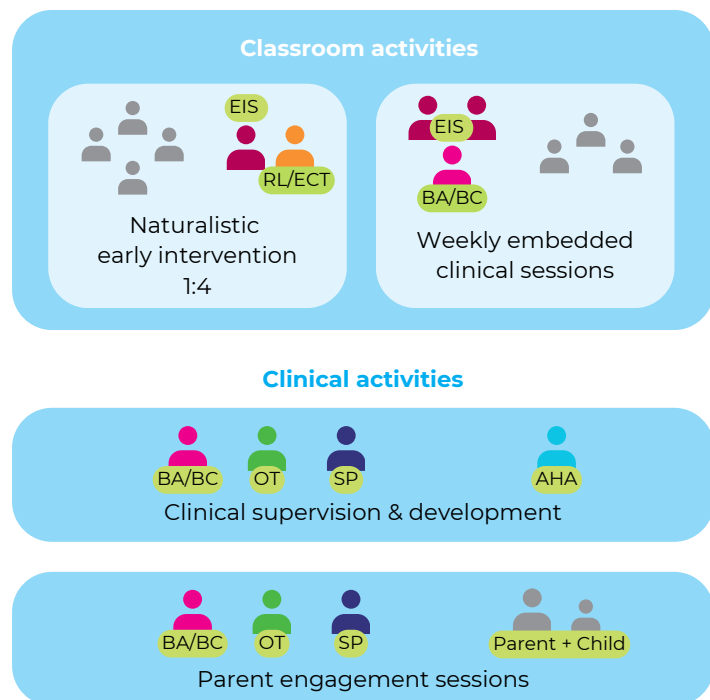 Classroom activities
EIS
RL/ECT
Naturalistic
early intervention
1:4
EIS
BA/BC
Weekly embedded
clinical sessions
Clinical activities
BA/BC OT SP AHA
Clinical supervision & development
BA/BC OT SP Parent + Child
Parent engagement sessions